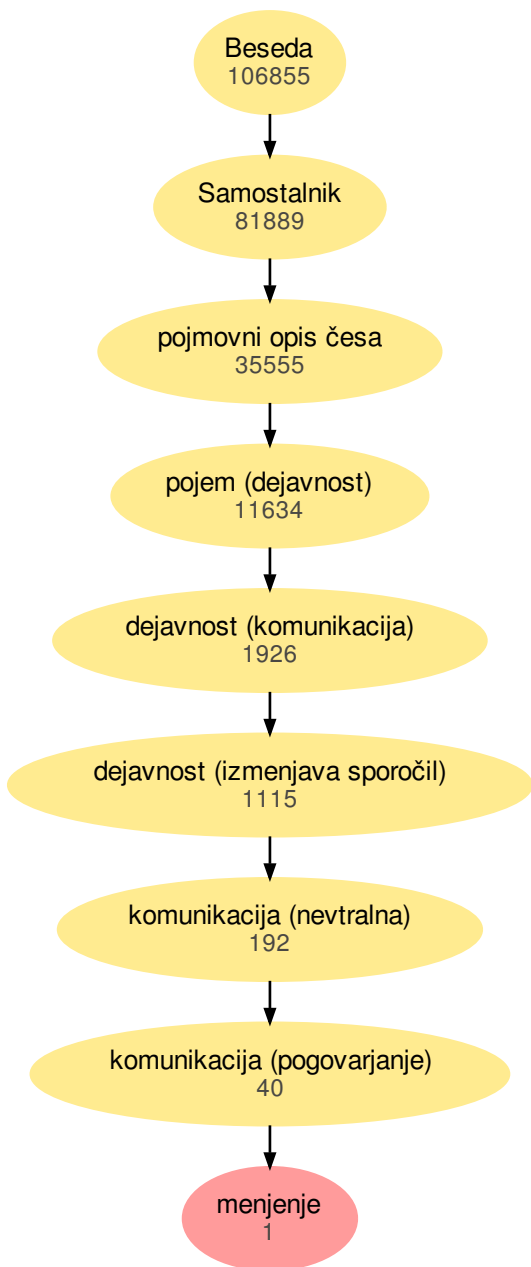 Beseda
106855
Samostalnik
81889
pojmovni opis česa
35555
pojem (dejavnost)
11634
dejavnost (komunikacija)
1926
dejavnost (izmenjava sporočil)
1115
komunikacija (nevtralna)
192
komunikacija (pogovarjanje)
40
menjenje
1